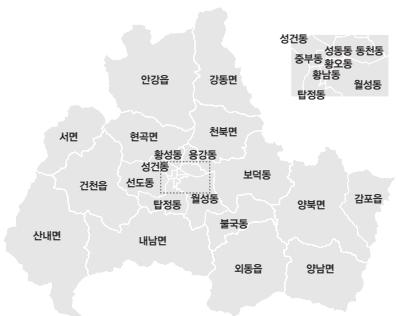 성건동
중부동
성동동 동천동
황오동
황남동
월성동
탑정동
안강읍
강동면
서면
현곡면
천북면
황성동 용강동
성건동
건천읍
선도동
보덕동
탑정동
월성동
양북면
감포읍
산내면
내남면
불국동
외동읍
양남면